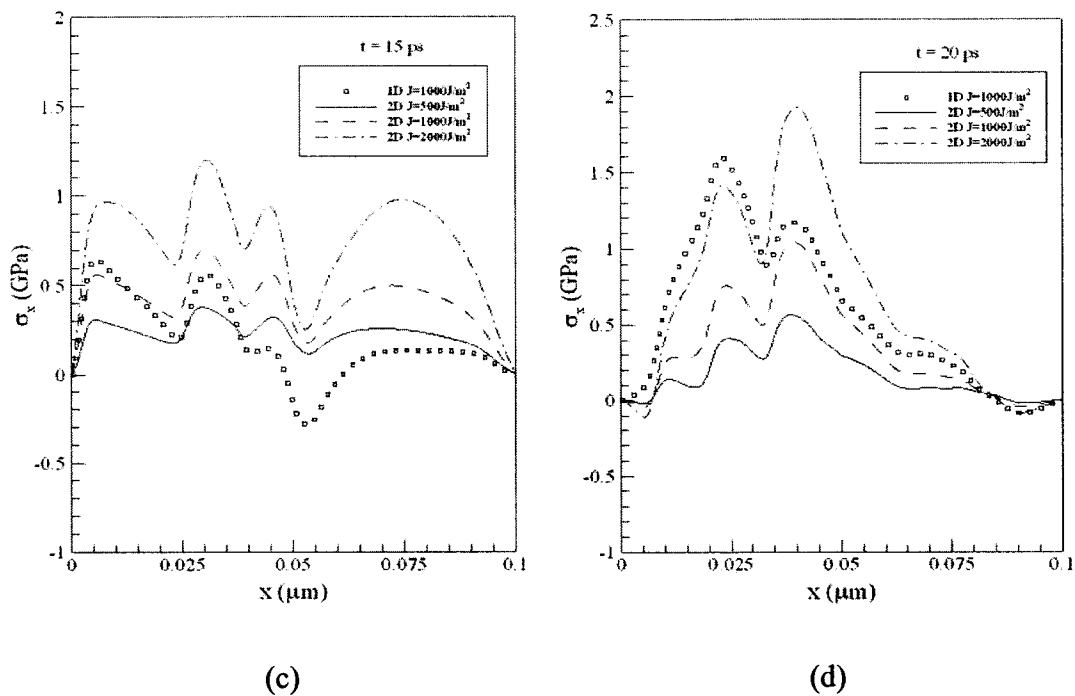 t = 15 ps
1D J=1000J/m²
2D J=500J/m²
2D J=1000J/m²
2D J=2000J/m²
2
1.5
1
0.5
0
-0.5
-1
σx (GPa)
0
0.025
0.05
0.075
0.1
x (μm)
(c)
t = 20 ps
1D J=1000J/m²
2D J=500J/m²
2D J=1000J/m²
2D J=2000J/m²
2.5
2
1.5
1
0.5
0
-0.5
-1
σx (GPa)
0
0.025
0.05
0.075
0.1
x (μm)
(d)